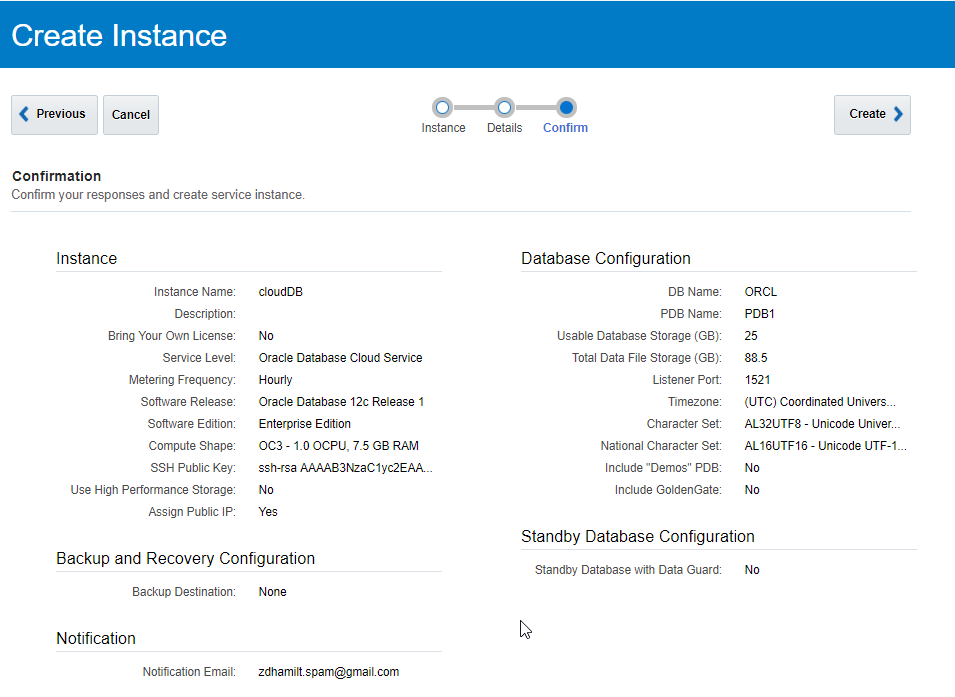 Create Instance
Previous
Cancel
Instance
Details
Confirm
Create
Confirmation
Confirm your responses and create service instance.
Instance
Instance Name: cloudDB
Description:
Bring Your Own License: No
Service Level: Oracle Database Cloud Service
Metering Frequency: Hourly
Software Release: Oracle Database 12c Release 1
Software Edition: Enterprise Edition
Compute Shape: OC3 - 1.0 OCPU, 7.5 GB RAM
SSH Public Key: ssh-rsa AAAAB3NzaC1yc2EAA...
Use High Performance Storage: No
Assign Public IP: Yes
Backup and Recovery Configuration
Backup Destination: None
Notification
Notification Email: zdhamilt.spam@gmail.com
Database Configuration
DB Name: ORCL
PDB Name: PDB1
Usable Database Storage (GB): 25
Total Data File Storage (GB): 88.5
Listener Port: 1521
Timezone: (UTC) Coordinated Univers...
Character Set: AL32UTF8 - Unicode Univer...
National Character Set: AL16UTF16 - Unicode UTF-1...
Include "Demos" PDB: No
Include GoldenGate: No
Standby Database Configuration
Standby Database with Data Guard: No